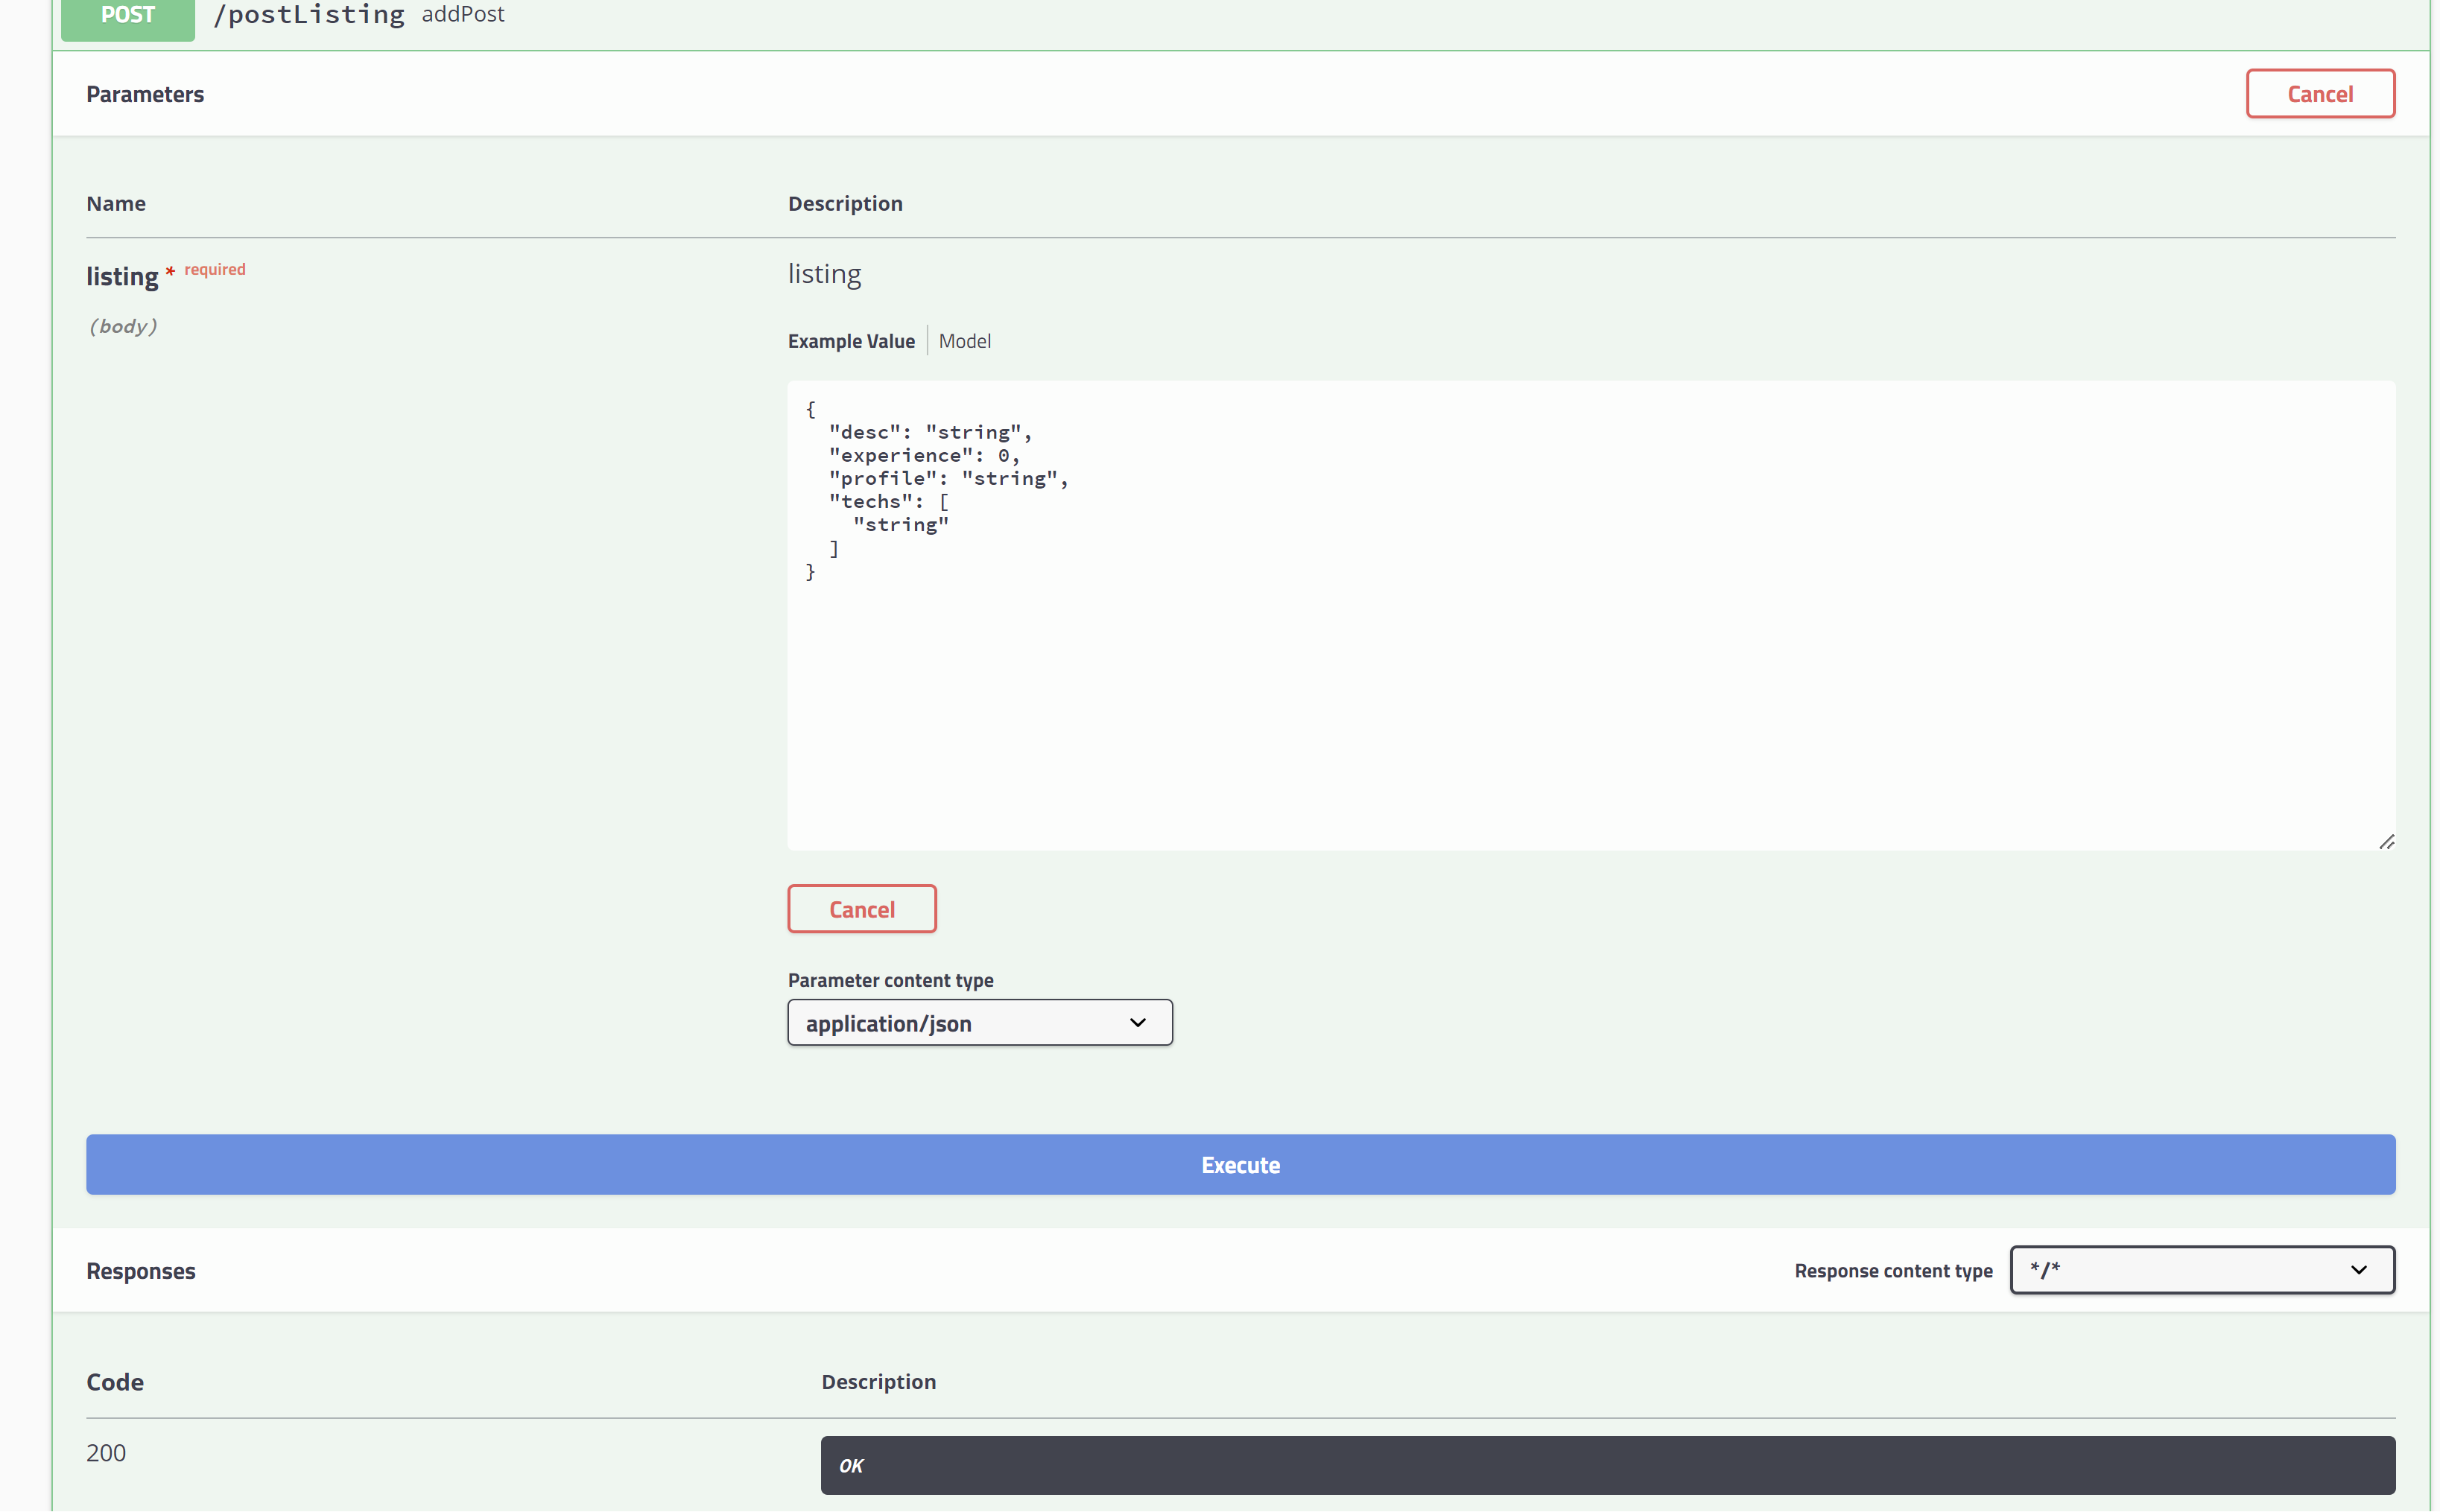 POST /postListing addPost
Parameters
Cancel
Name Description
listing * required
(body)
listing
Example Value Model
{
  "desc": "string",
  "experience": 0,
  "profile": "string",
  "techs": [
    "string"
  ]
}
Cancel
Parameter content type
application/json
Execute
Responses
Response content type */*
Code Description
200
OK